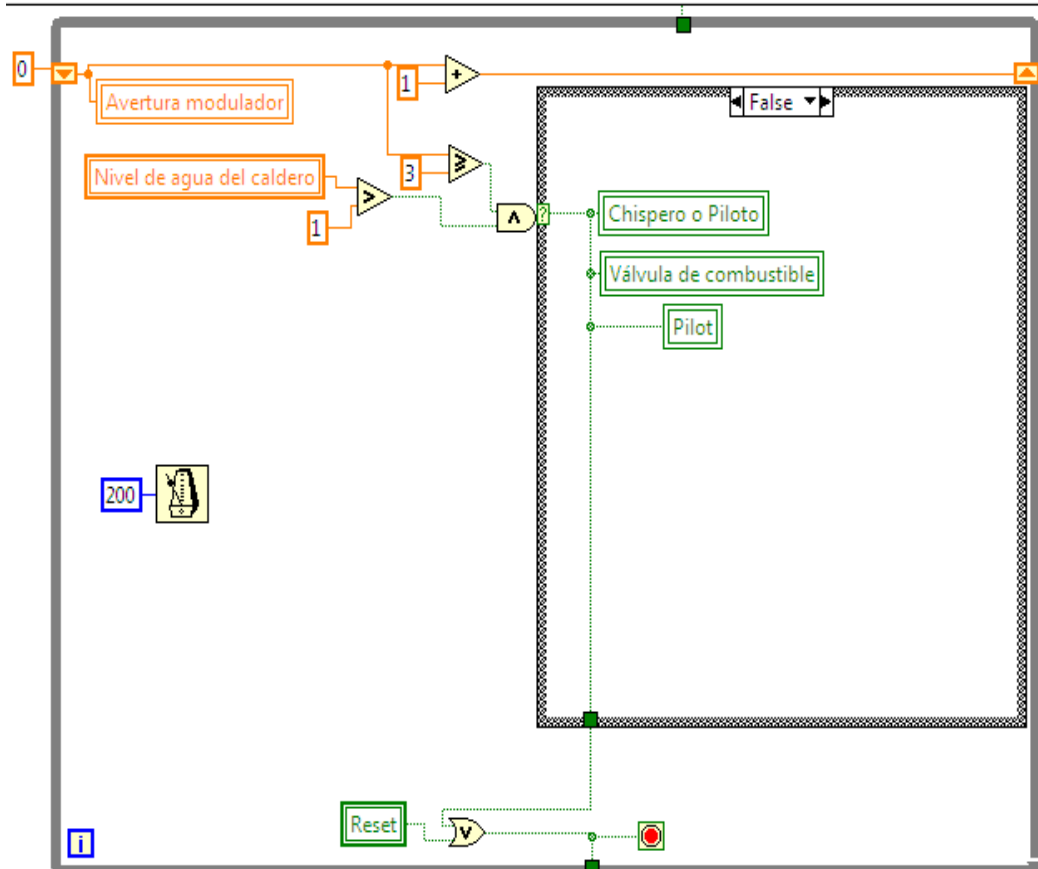 0
Avertura modulador
1
+
False
Nivel de agua del caldero
3
≥
>
1
∧
?
Chispero o Piloto
Válvula de combustible
Pilot
200
Reset
∨
i